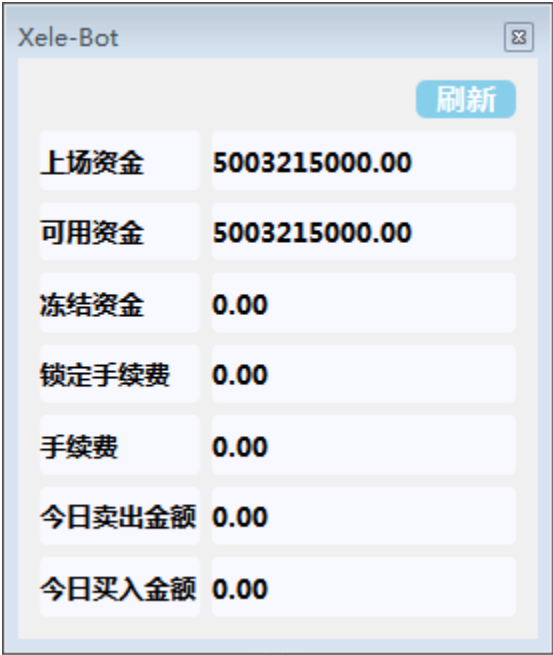 Xele-Bot
刷新
上场资金 5003215000.00
可用资金 5003215000.00
冻结资金 0.00
锁定手续费 0.00
手续费 0.00
今日卖出金额 0.00
今日买入金额 0.00